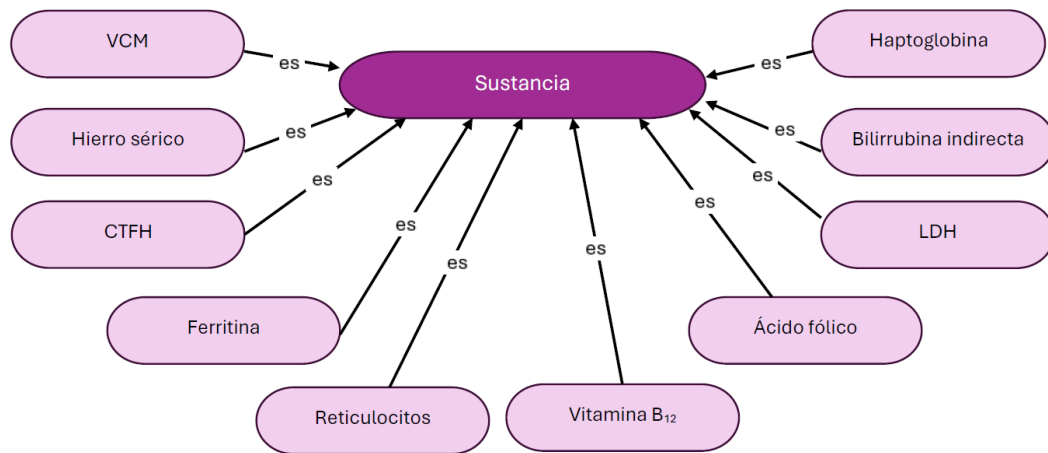 VCM
es
Sustancia
es
Haptoglobina
Hierro sérico
es
es
Bilirrubina indirecta
CTFH
es
es
LDH
es
es
es
es
Ferritina
Ácido fólico
Reticulocitos
Vitamina B₁₂